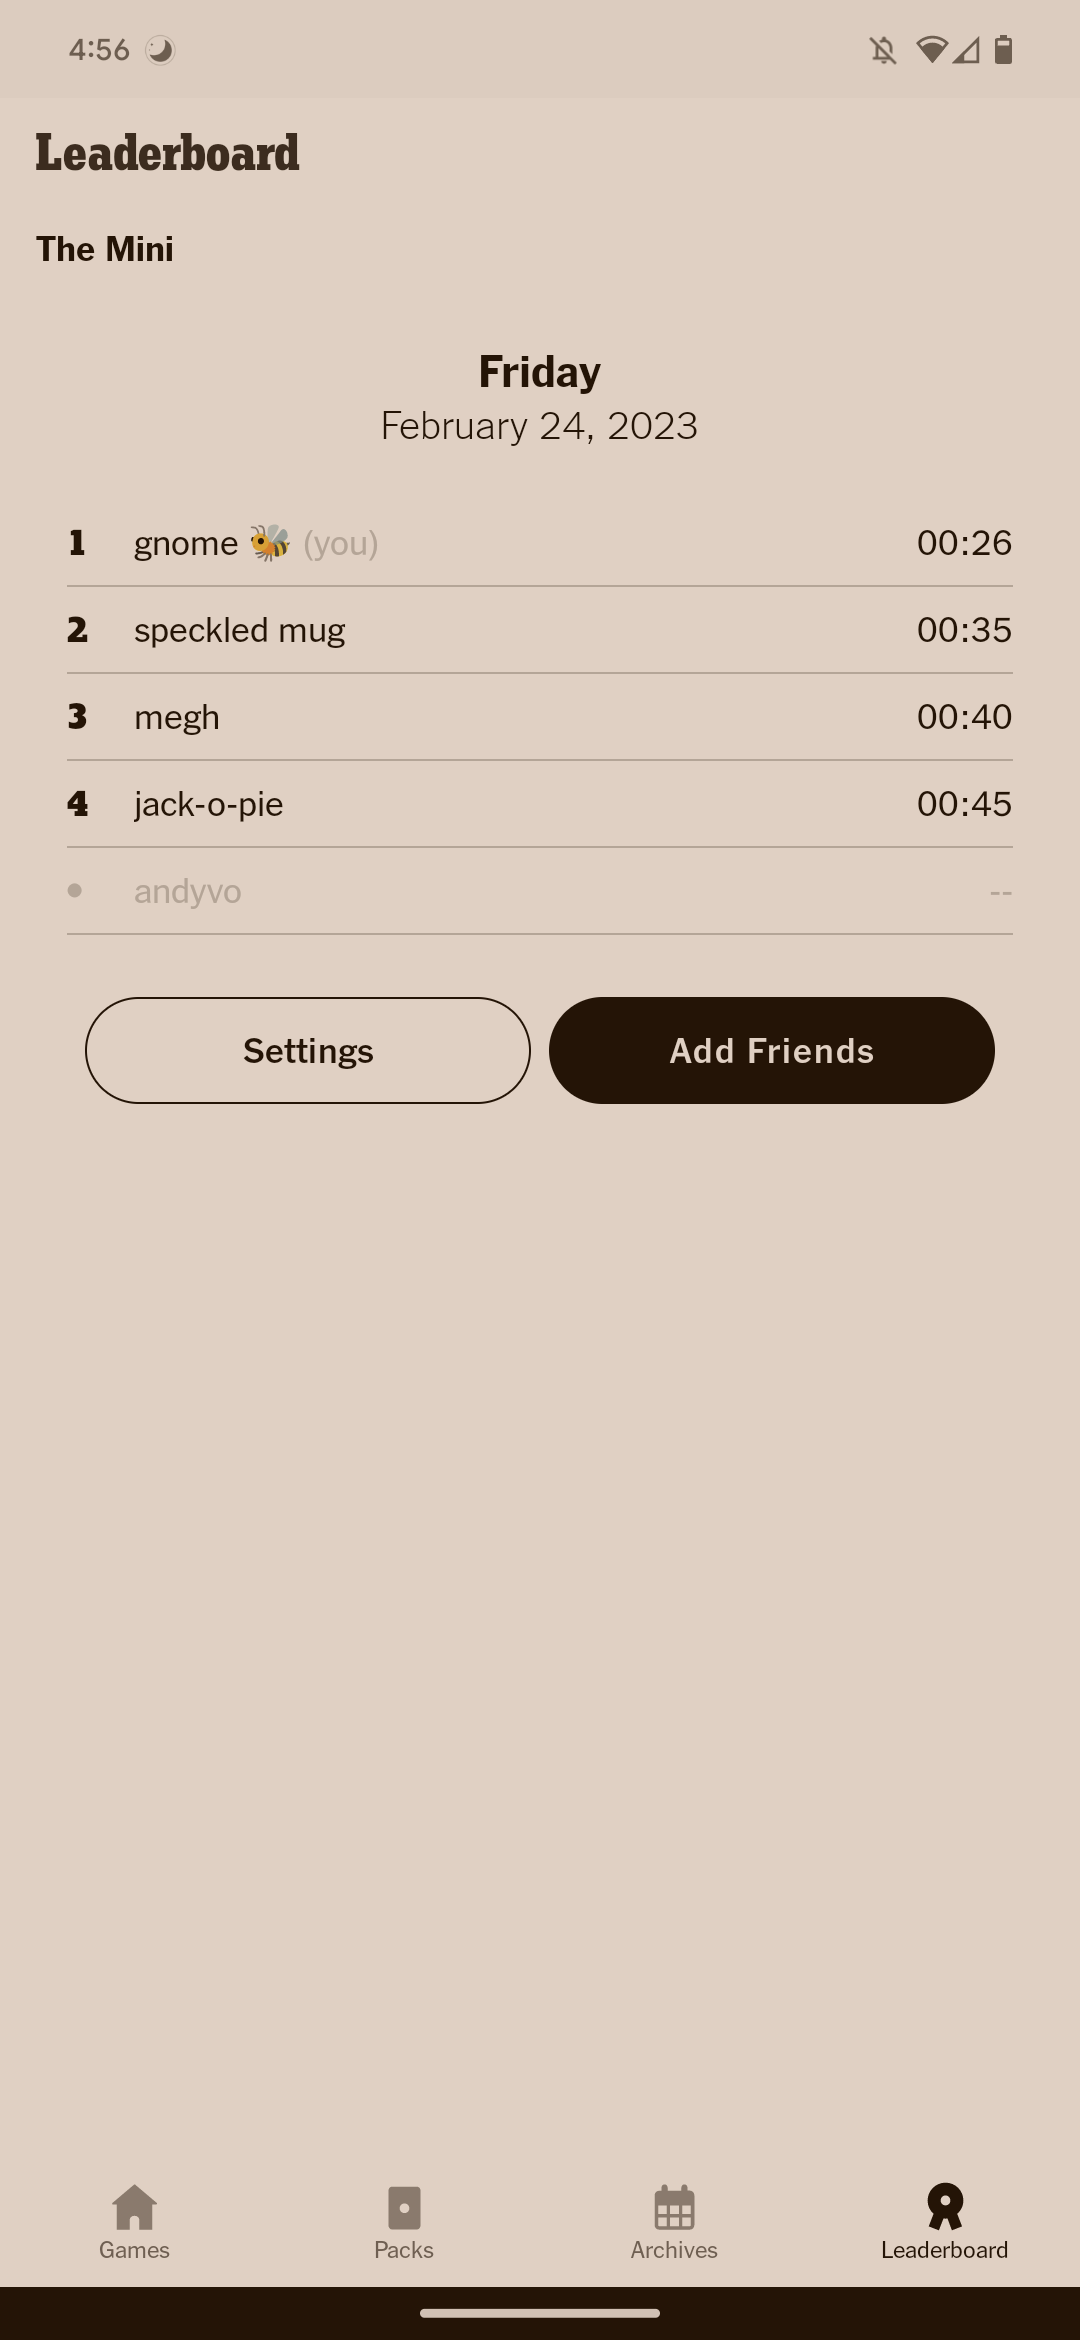 4:56
Leaderboard
The Mini
Friday
February 24, 2023
1 gnome 🐝 (you) 00:26
2 speckled mug 00:35
3 megh 00:40
4 jack-o-pie 00:45
• andyvo --
Settings Add Friends
Games Packs Archives Leaderboard